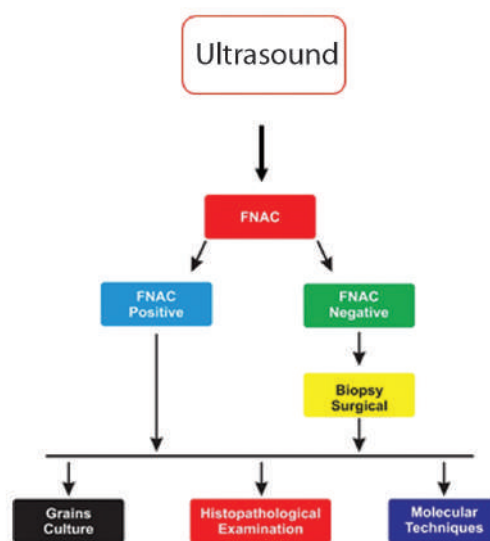 Ultrasound
FNAC
FNAC
Positive
FNAC
Negative
Biopsy
Surgical
Grains
Culture
Histopathological
Examination
Molecular
Techniques